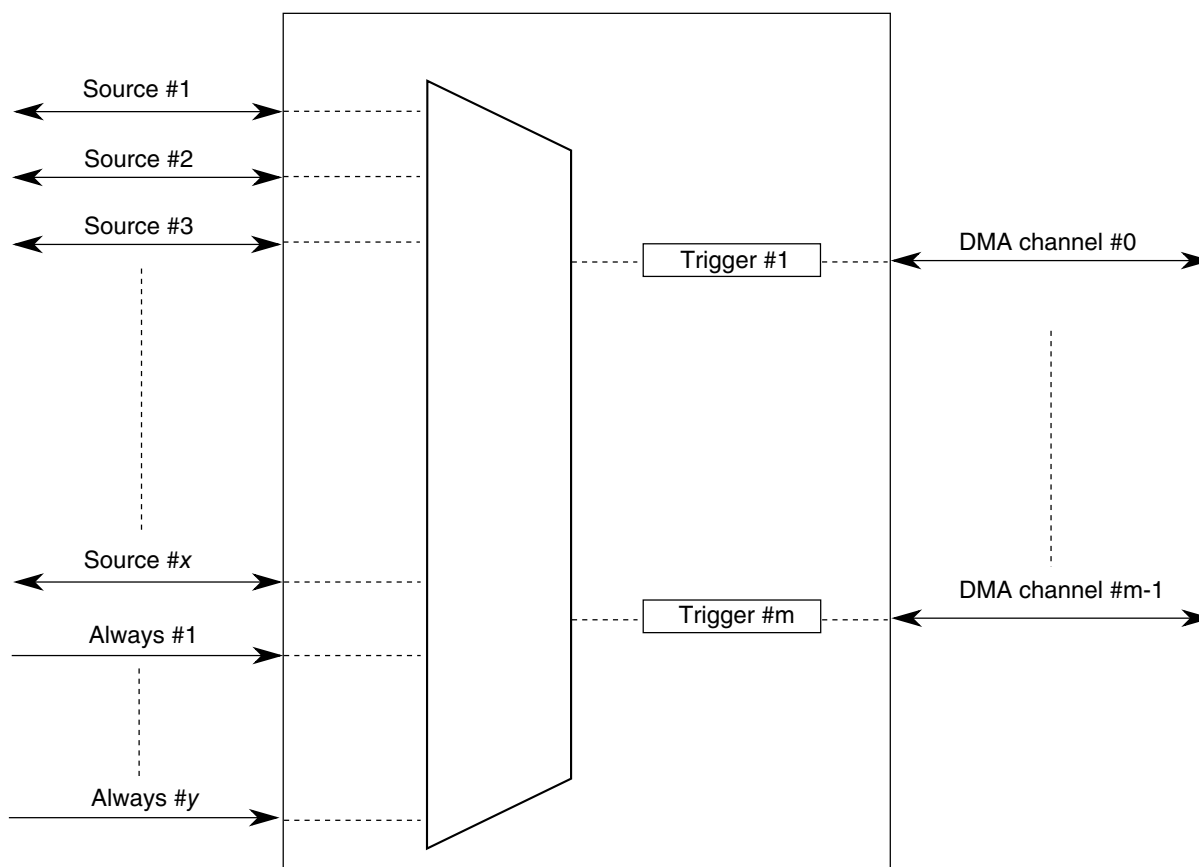 Source #1
Source #2
Source #3
Source #x
Always #1
Always #y
Trigger #1
Trigger #m
DMA channel #0
DMA channel #m-1